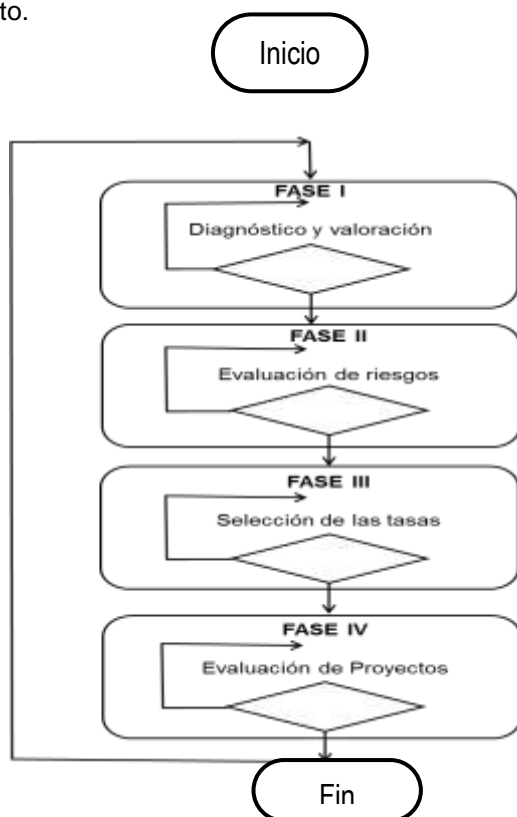 to.
Inicio
FASE I
Diagnóstico y valoración
FASE II
Evaluación de riesgos
FASE III
Selección de las tasas
FASE IV
Evaluación de Proyectos
Fin